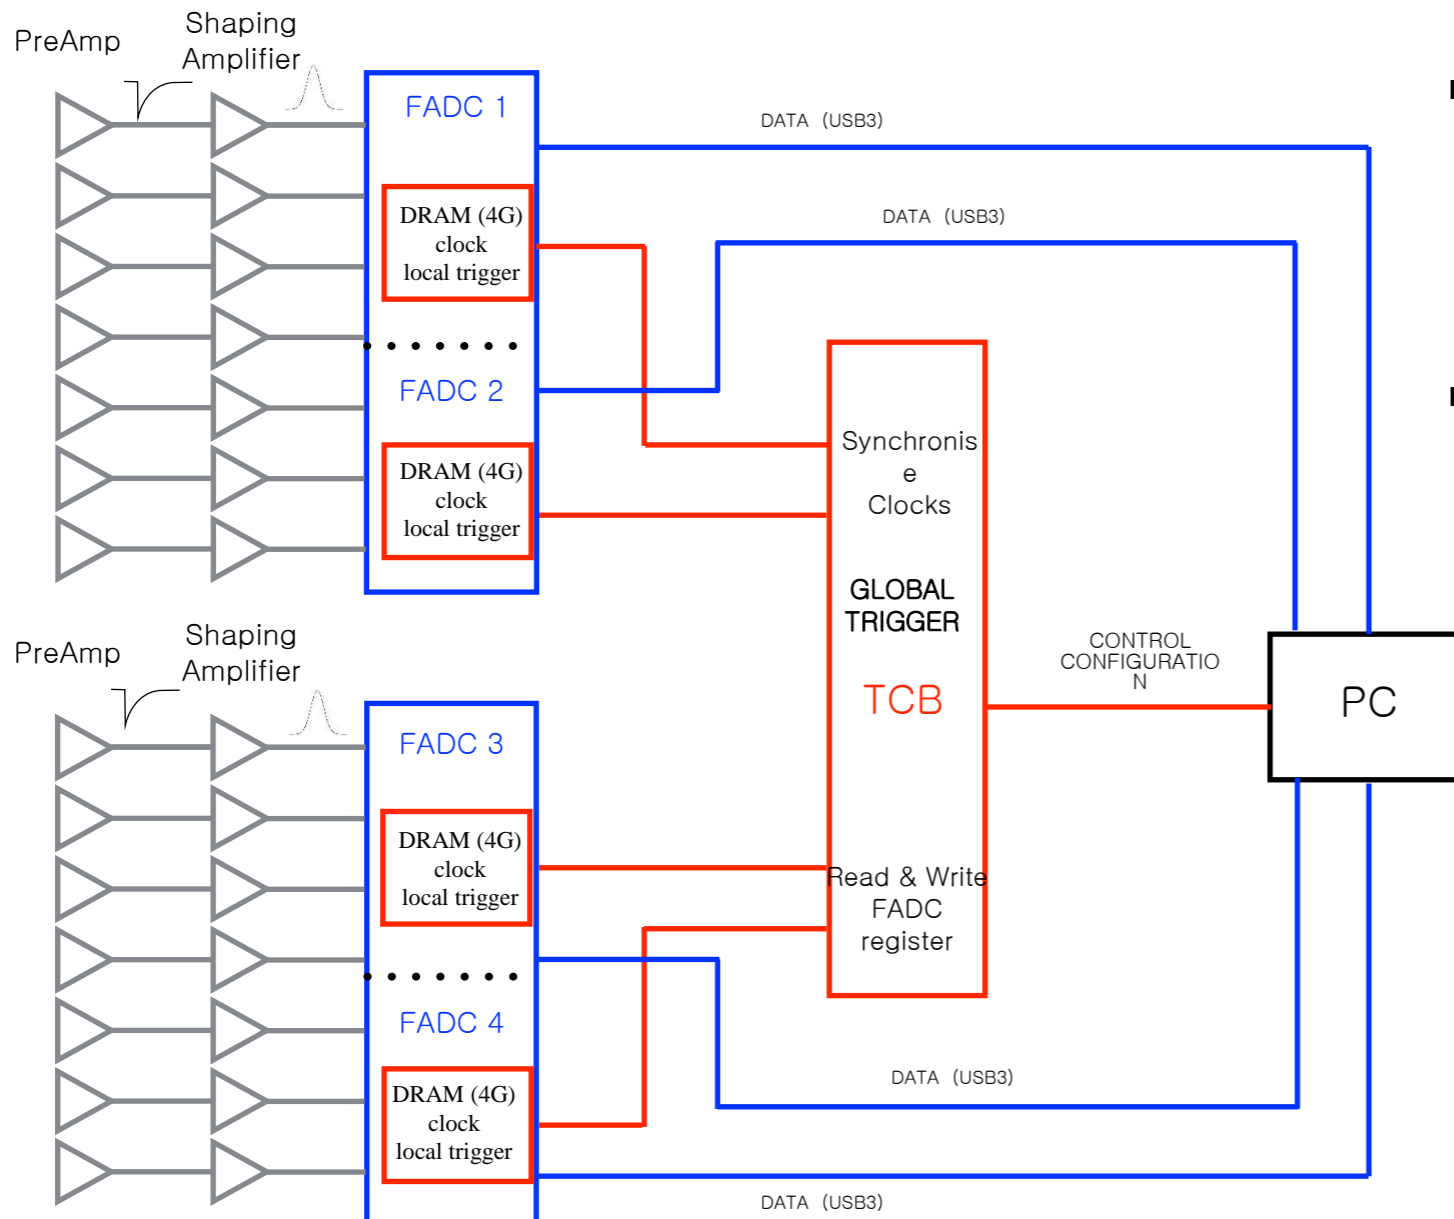 PreAmp
Shaping
Amplifier
FADC 1
DATA (USB3)
DRAM (4G)
clock
local trigger
DATA (USB3)
FADC 2
DRAM (4G)
clock
local trigger
Synchronis
e
Clocks
GLOBAL
TRIGGER
TCB
Read & Write
FADC
register
CONTROL
CONFIGURATIO
N
PC
PreAmp
Shaping
Amplifier
FADC 3
DRAM (4G)
clock
local trigger
FADC 4
DRAM (4G)
clock
local trigger
DATA (USB3)
DATA (USB3)